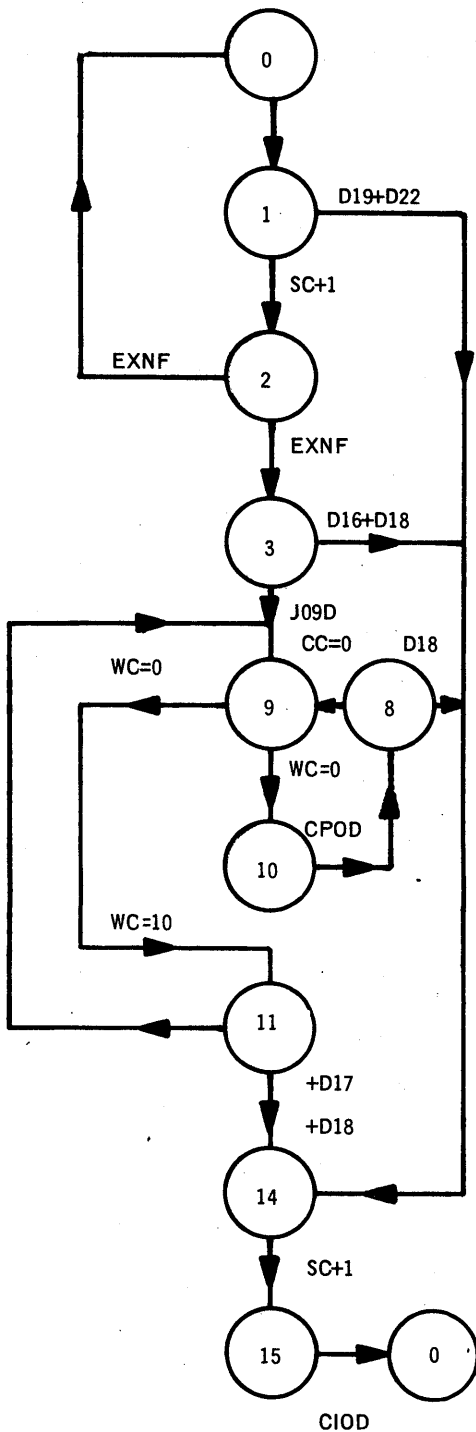 0
1
D19+D22
SC+1
EXNF
2
EXNF
3
D16+D18
J09D
WC=0
CC=0
D18
9
8
WC=0
CPOD
10
WC=10
11
+D17
+D18
14
SC+1
15
0
CIOD